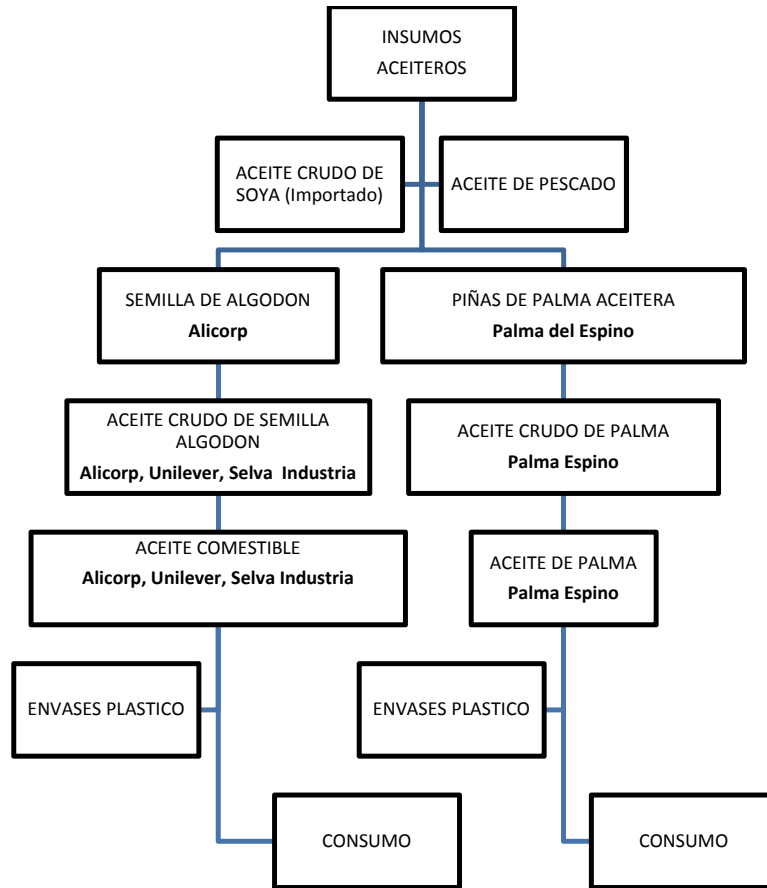 INSUMOS
ACEITEROS
ACEITE CRUDO DE
SOYA (Importado)
ACEITE DE PESCADO
SEMILLA DE ALGODON
Alicorp
PIÑAS DE PALMA ACEITERA
Palma del Espino
ACEITE CRUDO DE SEMILLA
ALGODON
Alicorp, Unilever, Selva Industria
ACEITE CRUDO DE PALMA
Palma Espino
ACEITE COMESTIBLE
Alicorp, Unilever, Selva Industria
ACEITE DE PALMA
Palma Espino
ENVASES PLASTICO
ENVASES PLASTICO
CONSUMO
CONSUMO